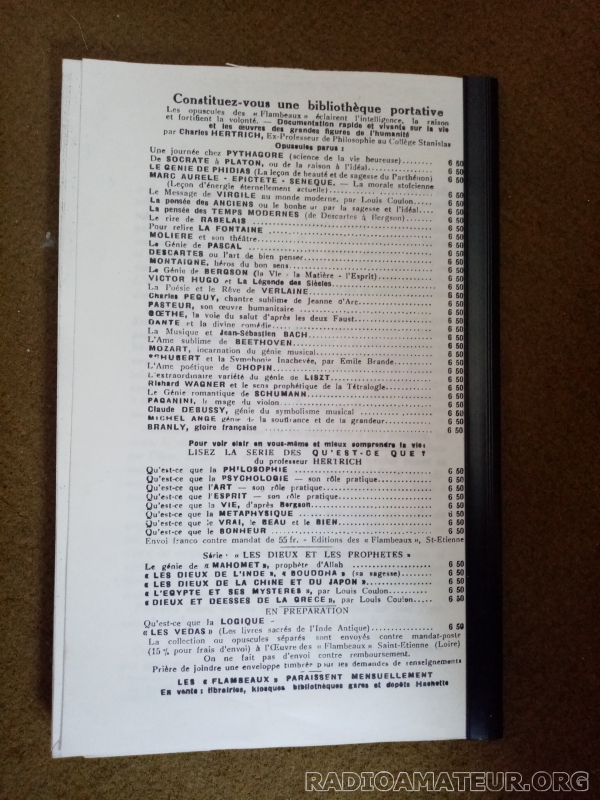 Constituez-vous une bibliothèque portative
Les opuscules des « Flambeaux » éclairent l'intelligence, la raison
et fortifient la volonté. — Documentation rapide et vivante sur la vie
et les œuvres des grandes figures de l'humanité
par Charles HERTRICH, Ex-Professeur de Philosophie au Collège Stanislas
Opuscules parus :
Une journée chez PYTHAGORE (science de la vie heureuse)....... 6 50
De SOCRATE à PLATON, ou de la raison à l'idéal................ 6 50
LE GENIE DE PHIDIAS (La leçon de beauté et de sagesse du Parthénon) 6 50
MARC AURELE - EPICTETE - SENEQUE. — La morale stoïcienne
(Leçon d'énergie éternellement actuelle)................ 6 50
Le Message de VIRGILE au monde moderne, par Louis Coulon..... 6 50
La pensée des ANCIENS ou le bonheur par la sagesse et l'idéal.... 6 50
La pensée des TEMPS MODERNES (de Descartes à Bergson)....... 6 50
Le rire de RABELAIS ........ 6 50
Pour relire LA FONTAINE ........ 6 50
MOLIERE et son théâtre........ 6 50
Le Génie de PASCAL ........ 6 50
DESCARTES ou l'art de bien penser........ 6 50
MONTAIGNE, héros du bon sens........ 6 50
Le Génie de BERGSON (la Vie - la Matière - l'Esprit)........ 6 50
VICTOR HUGO et La Légende des Siècles........ 6 50
La Poésie et le Rêve de VERLAINE........ 6 50
Charles PEGUY, chantre sublime de Jeanne d'Arc........ 6 50
PASTEUR, son œuvre humanitaire ........ 6 50
GŒTHE, la voie du salut d'après les deux Faust........ 6 50
DANTE et la divine comédie........ 6 50
La Musique et Jean-Sébastien BACH........ 6 50
L'Ame sublime de BEETHOVEN........ 6 50
MOZART, incarnation du génie musical........ 6 50
SCHUBERT et la Symphonie Inachevée, par Emile Brande........ 6 50
L'Ame poétique de CHOPIN........ 6 50
L'extraordinaire variété du génie de LISZT........ 6 50
Richard WAGNER et le sens prophétique de la Tétralogie........ 6 50
Le Génie romantique de SCHUMANN........ 6 50
PAGANINI, le mage du violon........ 6 50
Claude DEBUSSY, génie du symbolisme musical ........ 6 50
MICHEL ANGE génie de la souffrance et de la grandeur........ 6 50
BRANLY, gloire française ........ 6 50
Pour voir clair en vous-même et mieux comprendre la vie:
LISEZ LA SERIE DES QU'EST-CE QUE ?
du professeur HERTRICH
Qu'est-ce que la PHILOSOPHIE ........ 6 50
Qu'est-ce que la PSYCHOLOGIE — son rôle pratique........ 6 50
Qu'est-ce que l'ART — son rôle pratique........ 6 50
Qu'est-ce que l'ESPRIT — son rôle pratique........ 6 50
Qu'est-ce que la VIE, d'après Bergson........ 6 50
Qu'est-ce que la METAPHYSIQUE ........ 6 50
Qu'est-ce que le VRAI, le BEAU et le BIEN........ 6 50
Qu'est-ce que le BONHEUR ........ 6 50
Envoi franco contre mandat de 55 fr. - Editions des « Flambeaux », St-Etienne
Série: « LES DIEUX ET LES PROPHETES »
Le génie de « MAHOMET », prophète d'Allah ........ 6 50
« LES DIEUX DE L'INDE », « BOUDDHA » (sa sagesse)........ 6 50
« LES DIEUX DE LA CHINE ET DU JAPON »........ 6 50
« L'EGYPTE ET SES MYSTERES », par Louis Coulon........ 6 50
« DIEUX ET DEESSES DE LA GRECE », par Louis Coulon..... 6 50
EN PREPARATION
Qu'est-ce que la LOGIQUE -
« LES VEDAS » (Les livres sacrés de l'Inde Antique)........ 6 50
La collection ou opuscules séparés sont envoyés contre mandat-poste
(15 % pour frais d'envoi) à l'Œuvre des « Flambeaux » Saint-Etienne (Loire)
On ne fait pas d'envoi contre remboursement.
Prière de joindre une enveloppe timbrée pour les demandes de renseignements
LES « FLAMBEAUX » PARAISSENT MENSUELLEMENT
En vente : librairies, kiosques bibliothèques gares et dépôts Hachette
RADIOAMATEUR.ORG